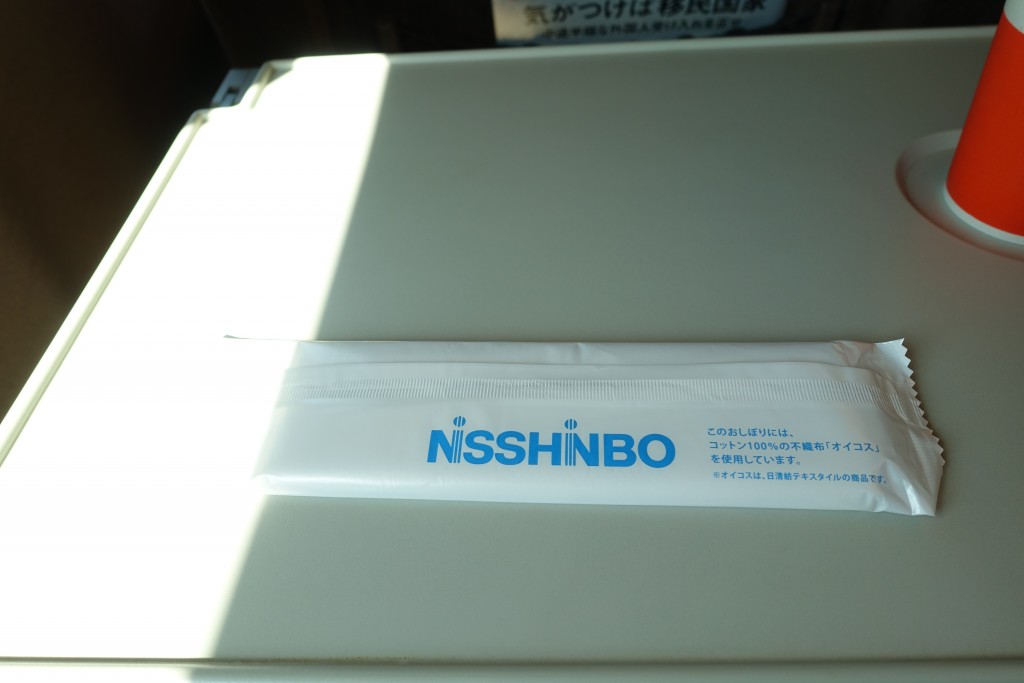 気がつけば移民国家
NISSHINBO
このおしぼりには、
コットン100%の不織布「オイコス」
を使用しています。
※オイコスは、日清紡テキスタイルの商品です。